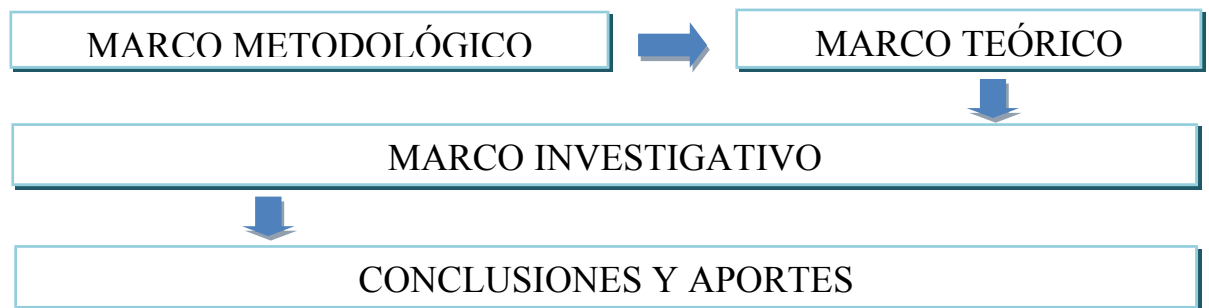 MARCO METODOLÓGICO
MARCO TEÓRICO
MARCO INVESTIGATIVO
CONCLUSIONES Y APORTES